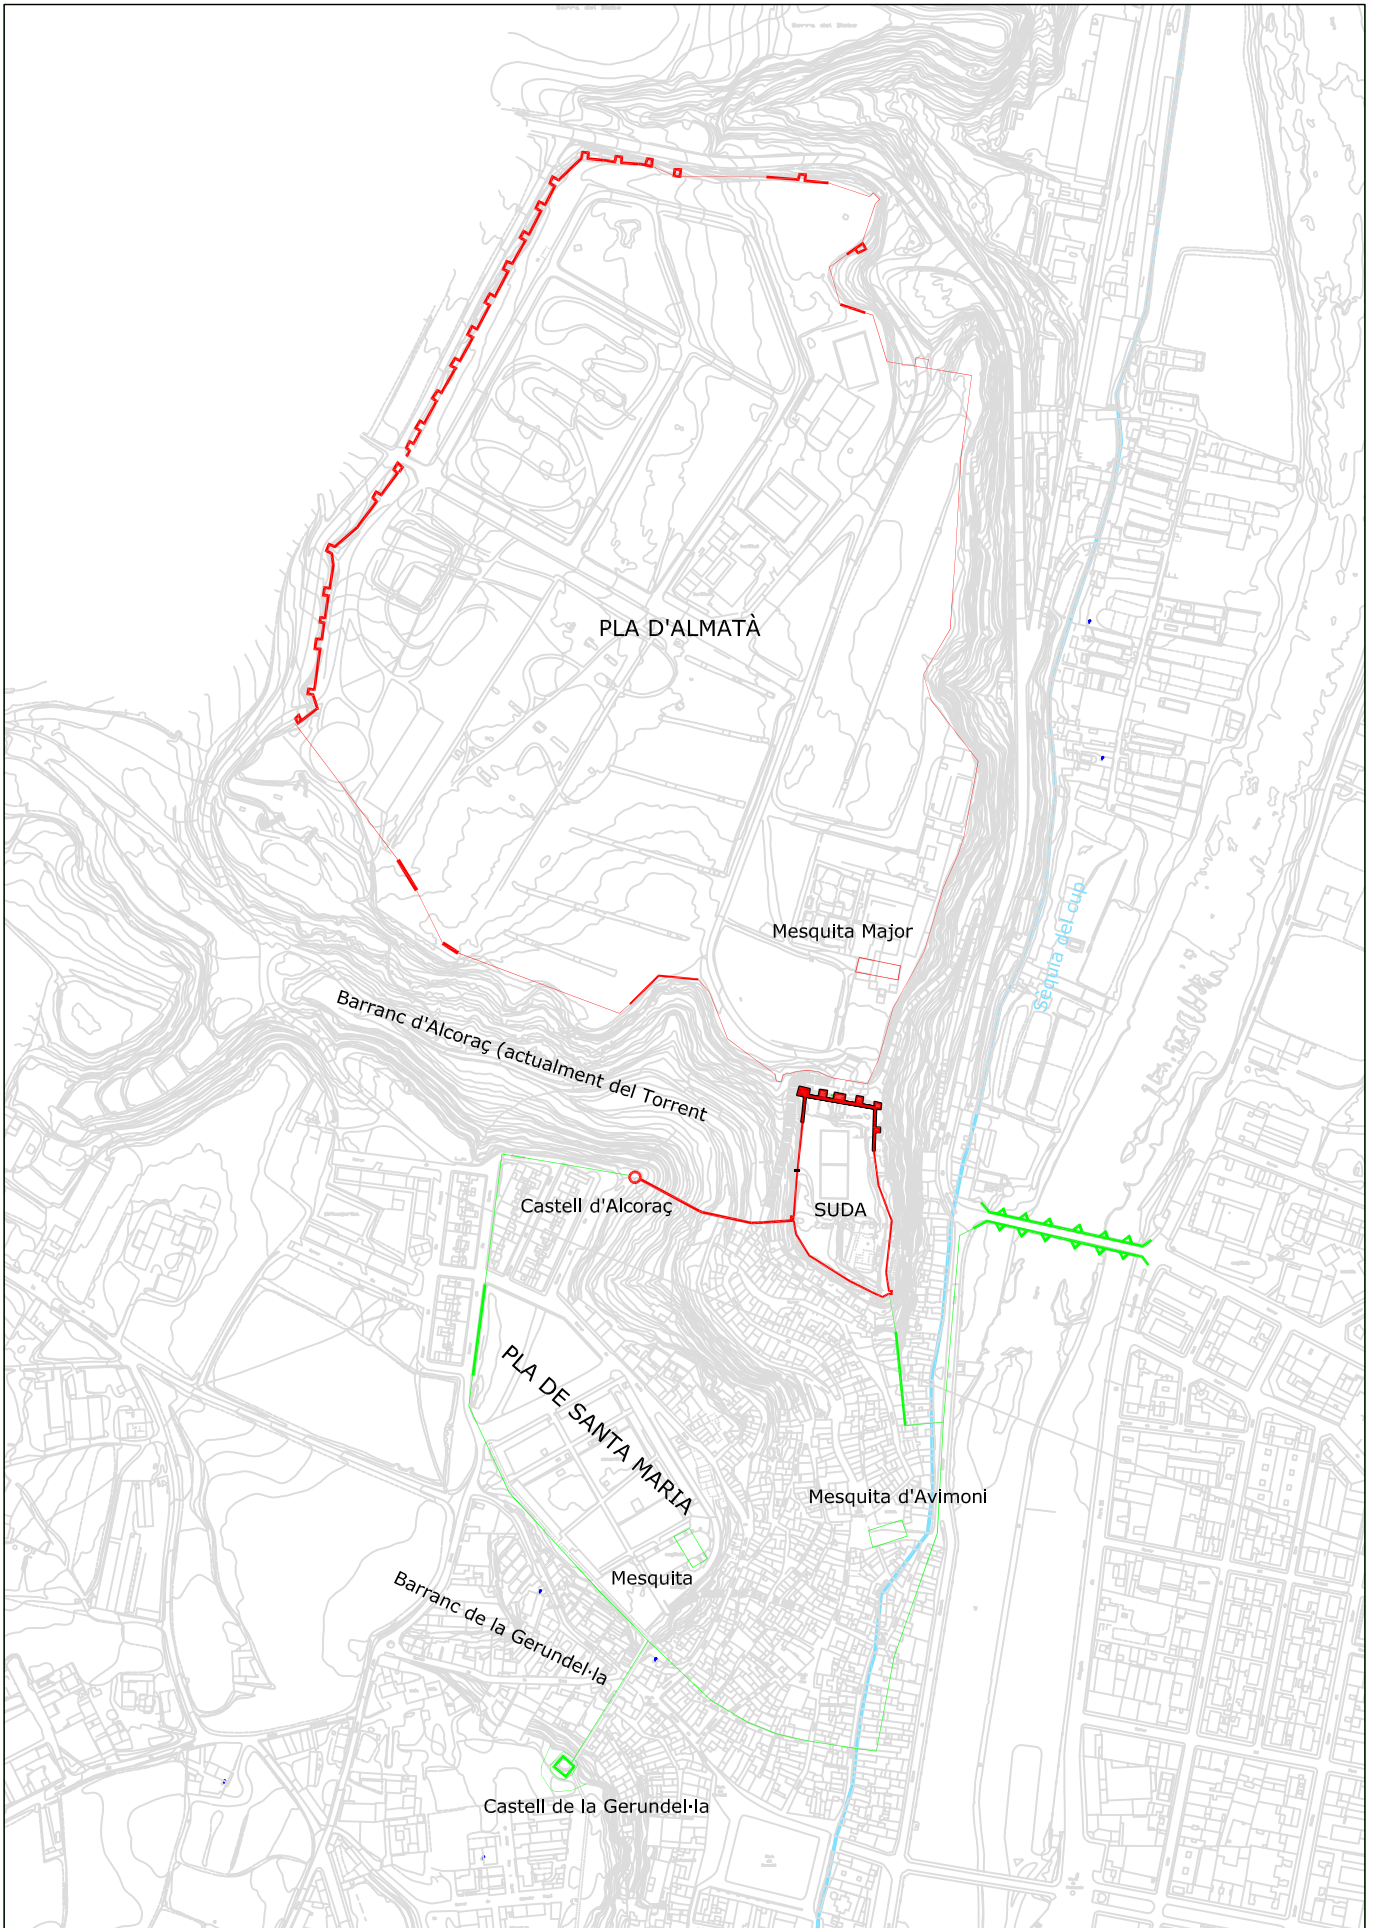 PLA D'ALMATÀ
Mesquita Major
Sèquia del cup
Barranc d'Alcoraç (actualment del Torrent
Castell d'Alcoraç
SUDA
PLA DE SANTA MARIA
Mesquita d'Avimoni
Mesquita
Barranc de la Gerundel·la
Castell de la Gerundel·la